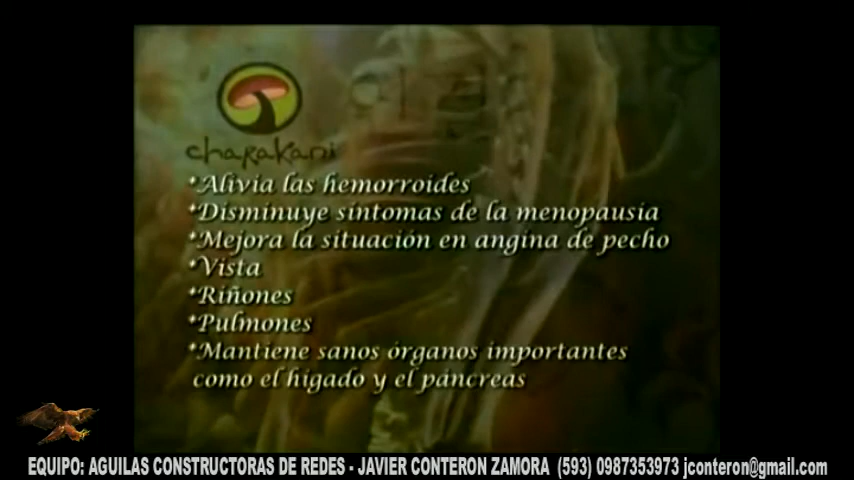 charakani
*Alivia las hemorroides
*Disminuye síntomas de la menopausia
*Mejora la situación en angina de pecho
*Vista
*Riñones
*Pulmones
*Mantiene sanos órganos importantes
como el hígado y el páncreas
EQUIPO: AGUILAS CONSTRUCTORAS DE REDES - JAVIER CONTERON ZAMORA (593) 0987353973 jconteron@gmail.com